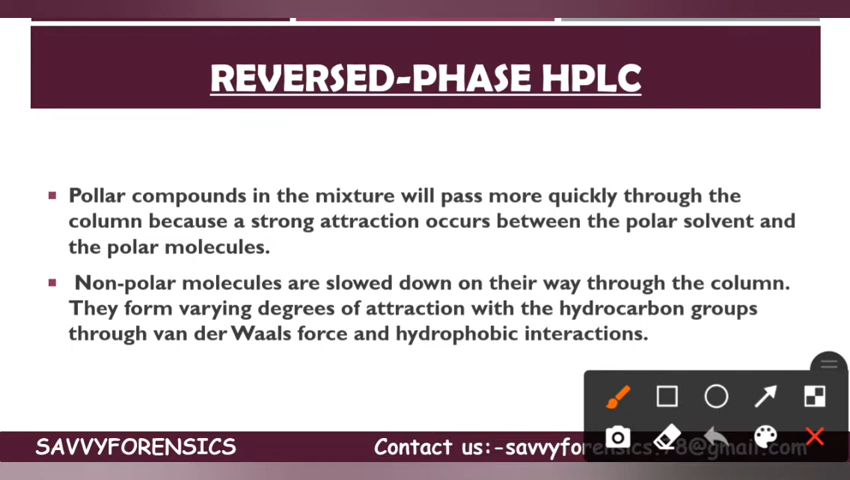 REVERSED-PHASE HPLC
Pollar compounds in the mixture will pass more quickly through the
column because a strong attraction occurs between the polar solvent and
the polar molecules.
Non-polar molecules are slowed down on their way through the column.
They form varying degrees of attraction with the hydrocarbon groups
through van der Waals force and hydrophobic interactions.
SAVVYFORENSICS
Contact us:-savvyforensics.78@gmail.com